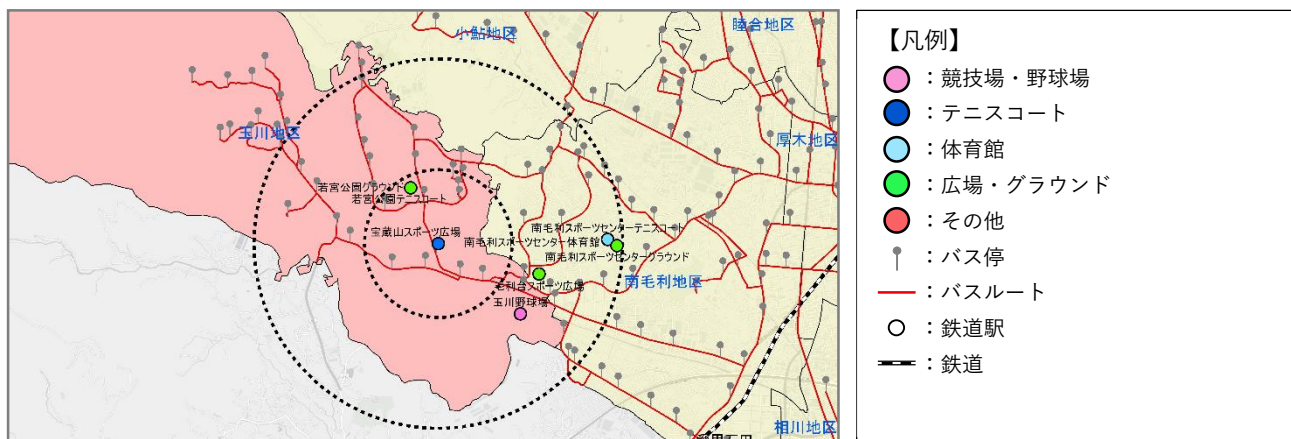 小鮎地区
睦合地区
玉川地区
厚木地区
若宮公園グラウンド
若宮公園テニスコート
宝蔵山スポーツ広場
南毛利スポーツセンターテニスコート
南毛利スポーツセンター体育館
南毛利スポーツセンターグラウンド
毛利台スポーツ広場
南毛利地区
玉川野球場
相川地区
【凡例】
：競技場・野球場
：テニスコート
：体育館
：広場・グラウンド
：その他
：バス停
：バスルート
：鉄道駅
：鉄道